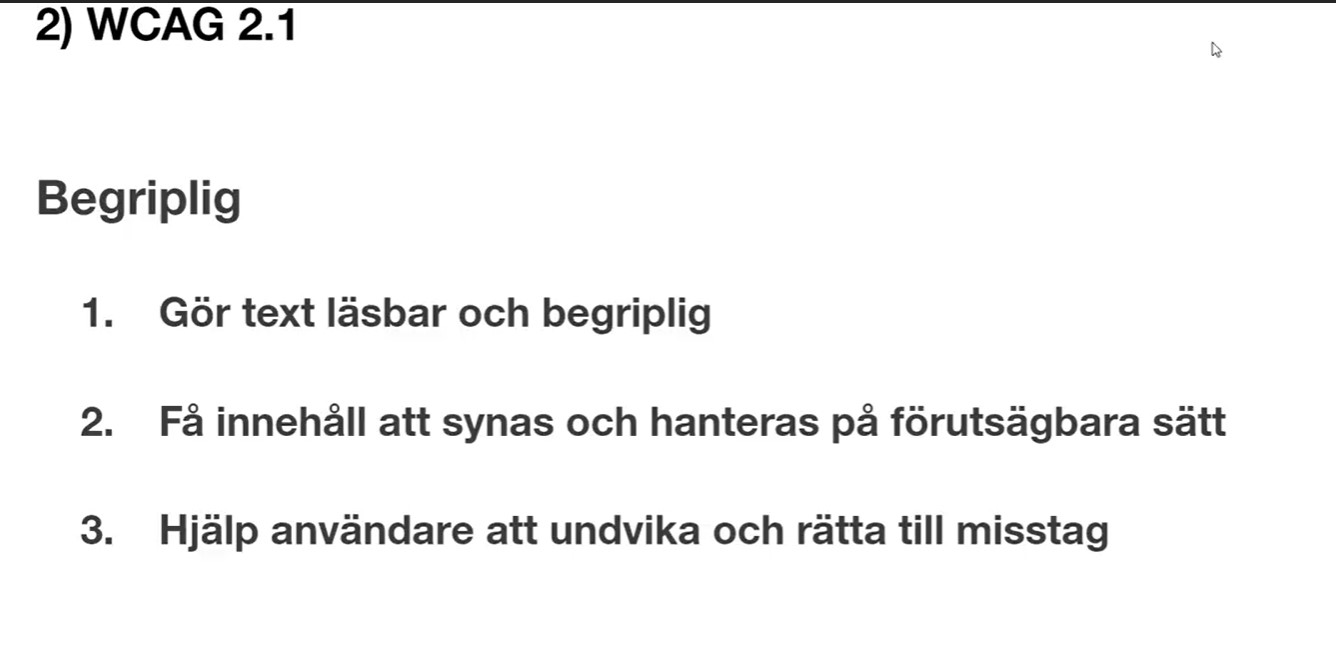 2) WCAG 2.1
Begriplig
1. Gör text läsbar och begriplig
2. Få innehåll att synas och hanteras på förutsägbara sätt
3. Hjälp användare att undvika och rätta till misstag